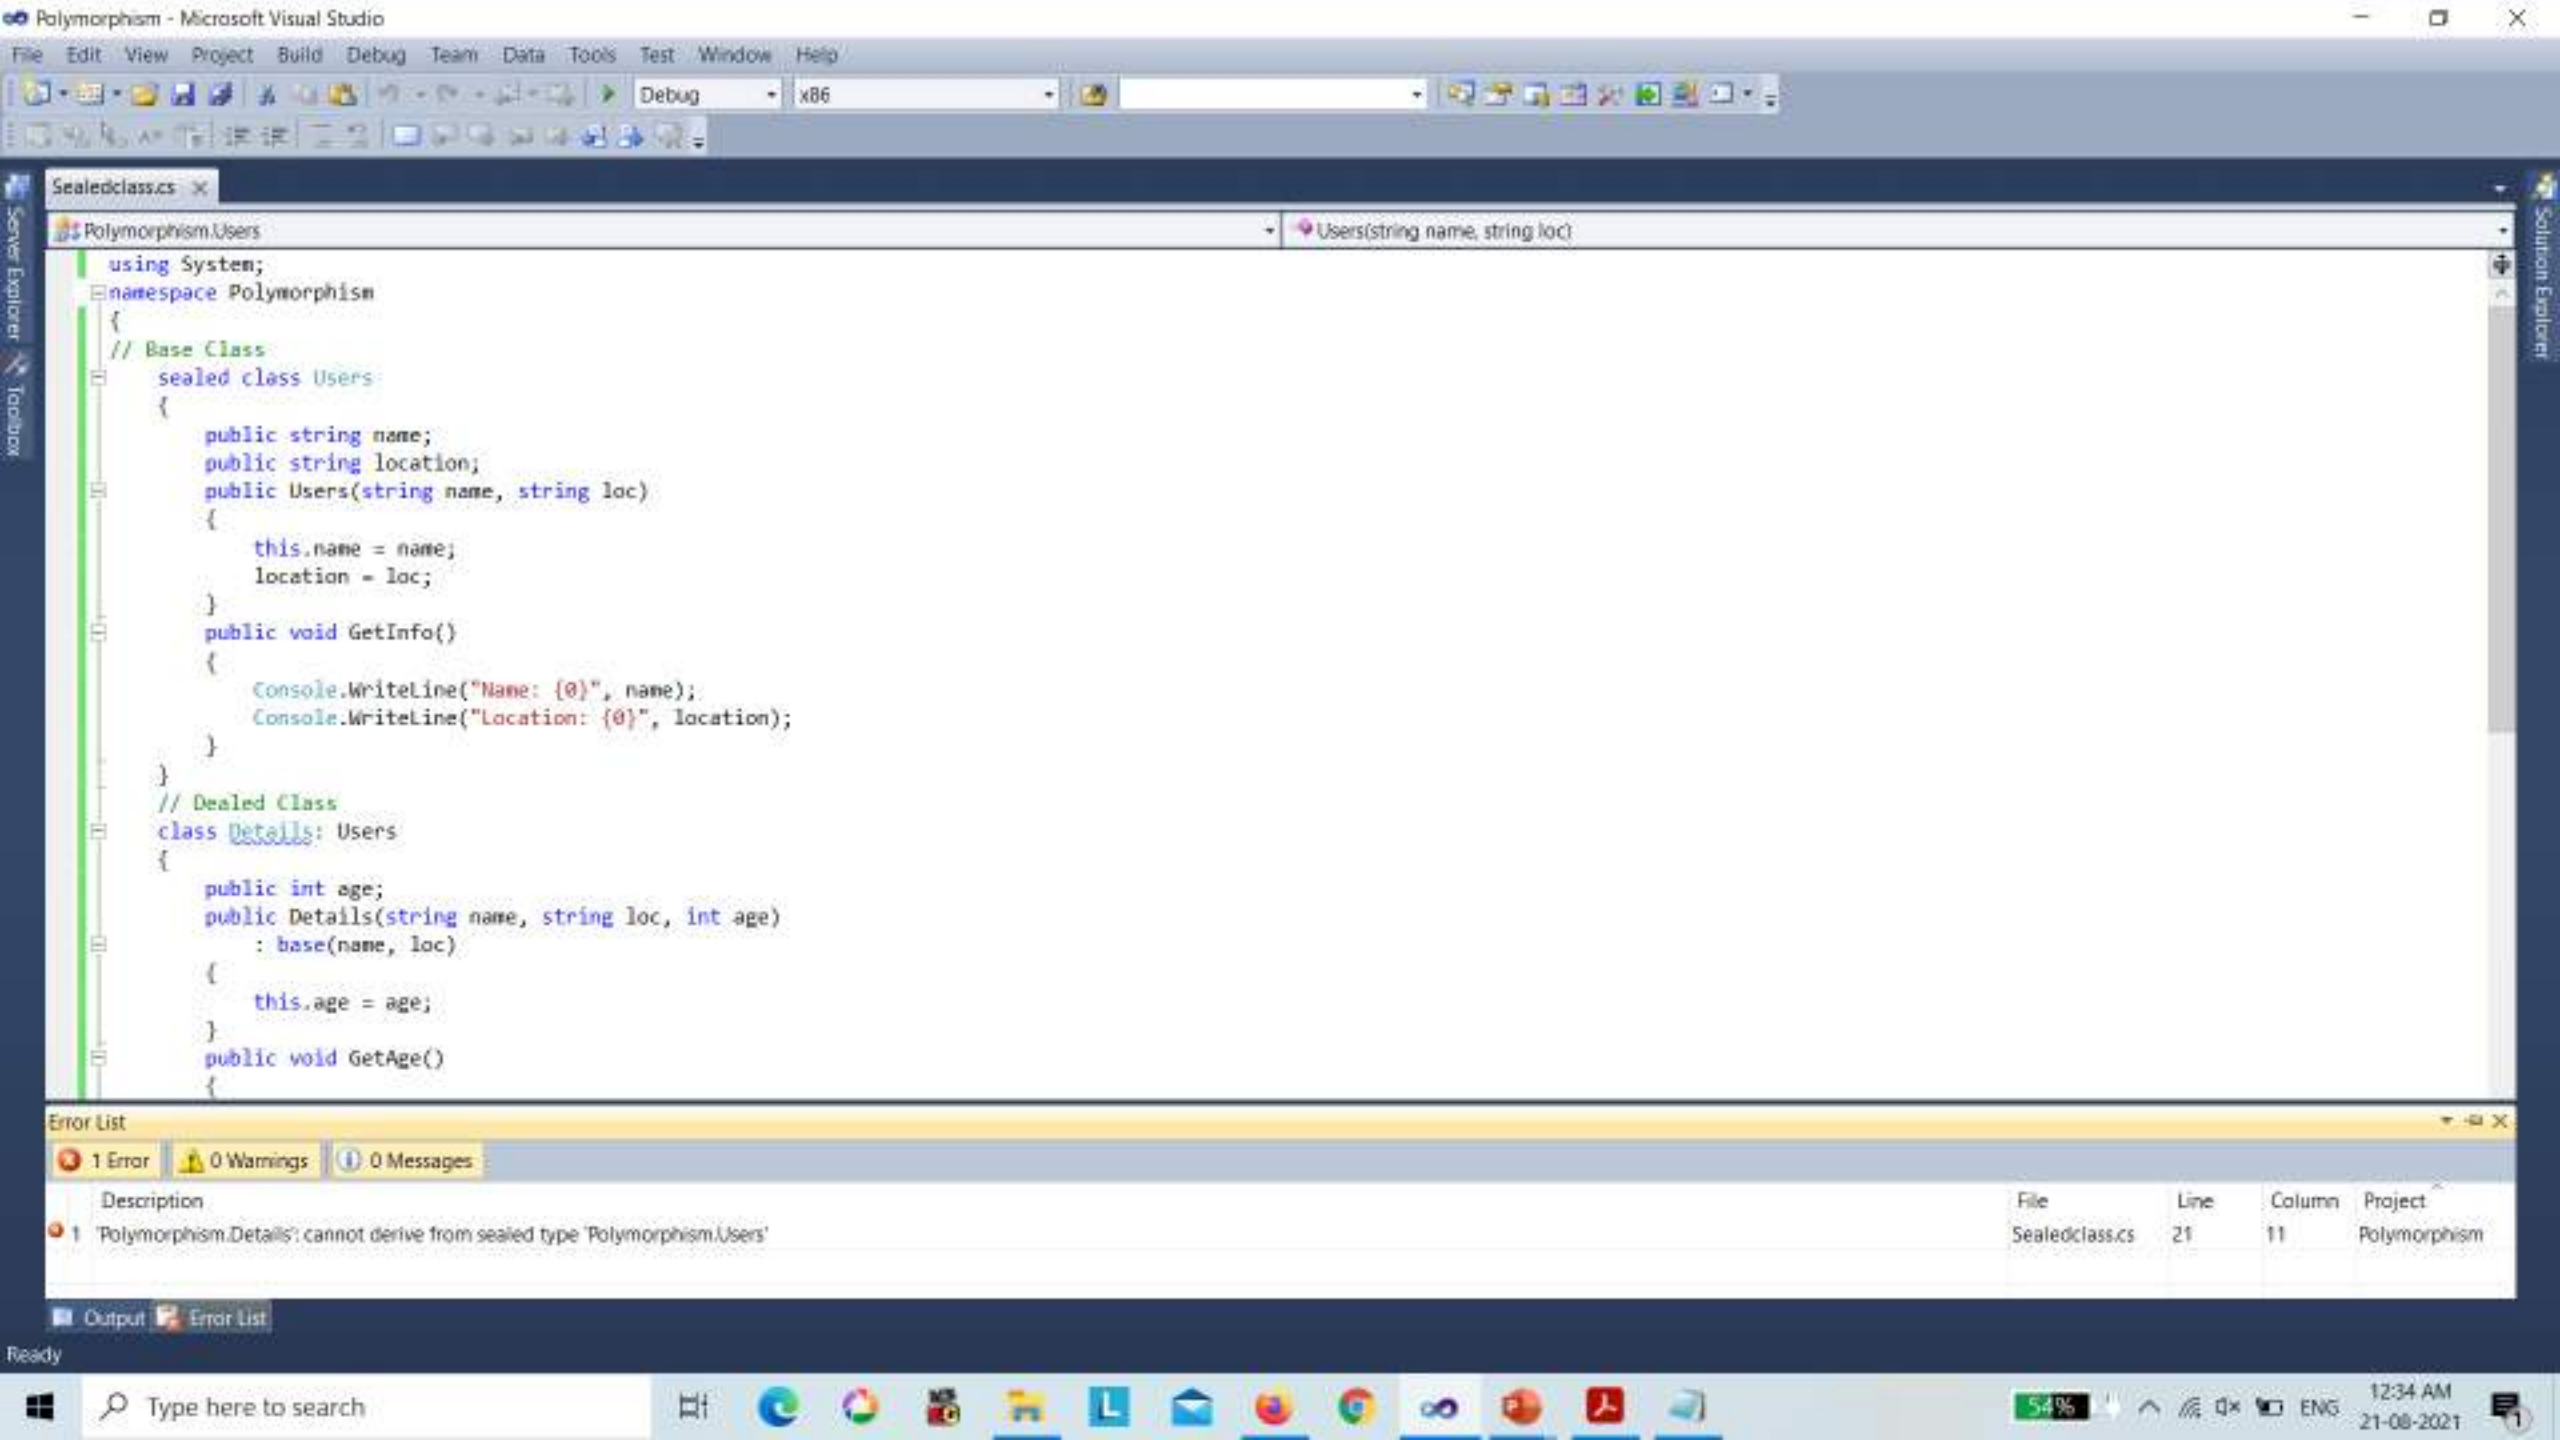 Polymorphism - Microsoft Visual Studio
File Edit View Project Build Debug Team Data Tools Test Window Help
Debug x86
Sealedclass.cs
Polymorphism.Users Users(string name, string loc)
Server Explorer
Toolbox
Solution Explorer
using System;
namespace Polymorphism
{
// Base Class
sealed class Users
{
public string name;
public string location;
public Users(string name, string loc)
{
this.name = name;
location = loc;
}
public void GetInfo()
{
Console.WriteLine("Name: {0}", name);
Console.WriteLine("Location: {0}", location);
}
}
// Dealed Class
class Details: Users
{
public int age;
public Details(string name, string loc, int age)
: base(name, loc)
{
this.age = age;
}
public void GetAge()
{
Error List
1 Error 0 Warnings 0 Messages
Description File Line Column Project
1 'Polymorphism.Details': cannot derive from sealed type 'Polymorphism.Users' Sealedclass.cs 21 11 Polymorphism
Output Error List
Ready
Type here to search
54% ENG 12:34 AM
21-08-2021
1